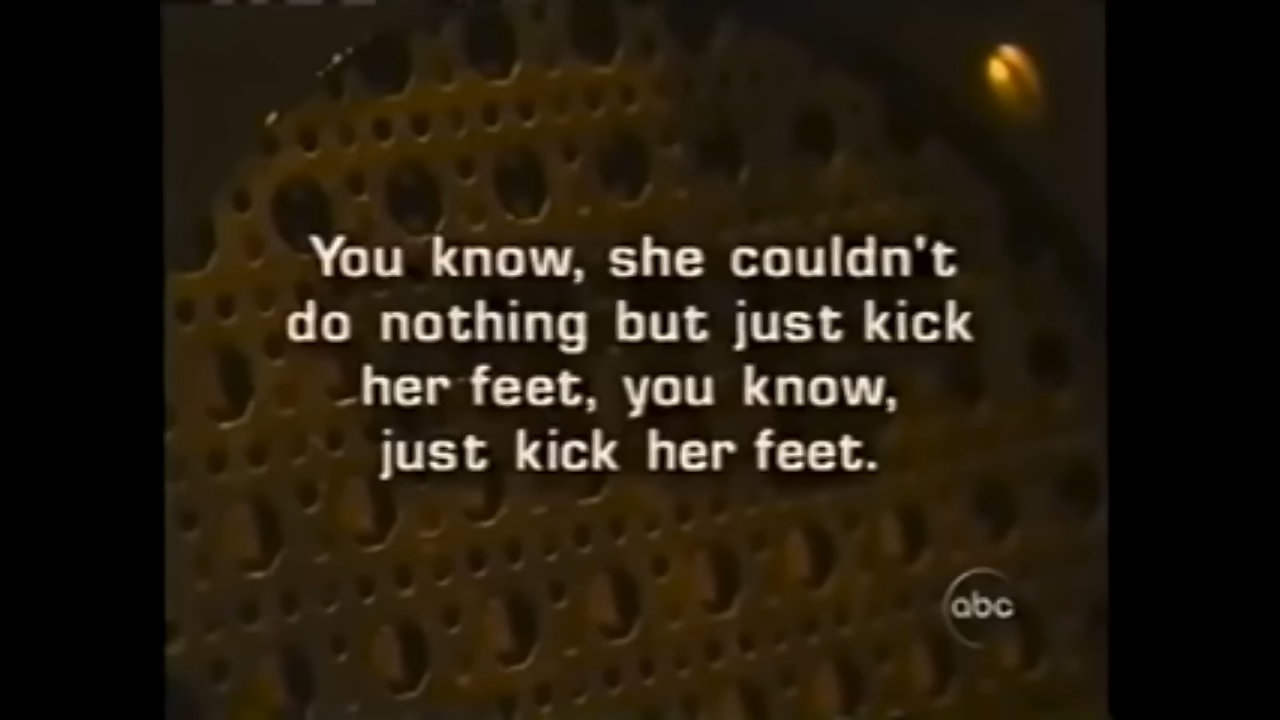 You know, she couldn't
do nothing but just kick
her feet, you know,
just kick her feet.
abc